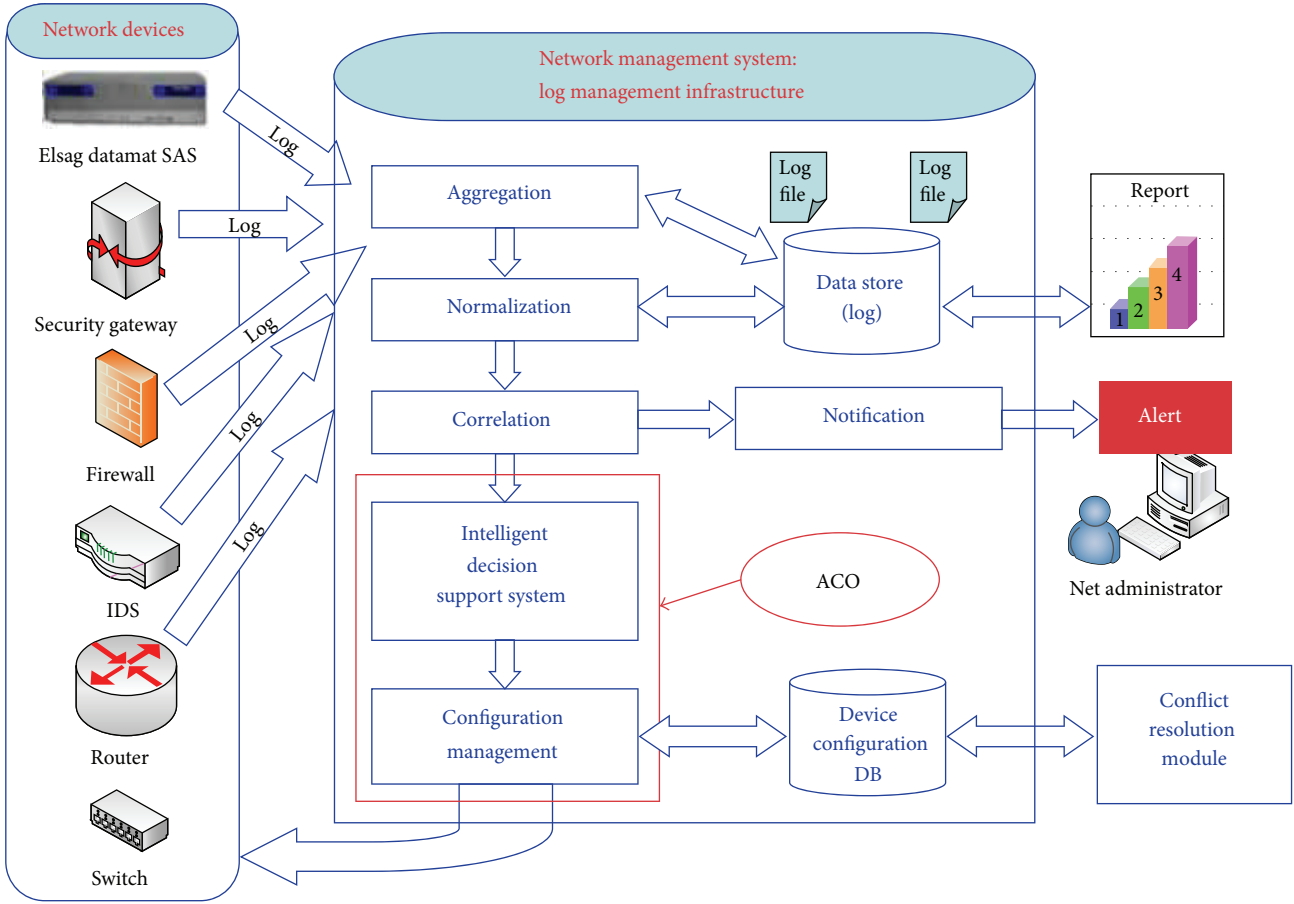 Network devices
Elsag datamat SAS
Security gateway
Firewall
IDS
Router
Switch
Log
Log
Log
Log
Log
Network management system:
log management infrastructure
Aggregation
Normalization
Correlation
Intelligent
decision
support system
Configuration
management
Log
file
Log
file
Data store
(log)
Notification
ACO
Device
configuration
DB
Report
1
2
3
4
Alert
Net administrator
Conflict
resolution
module